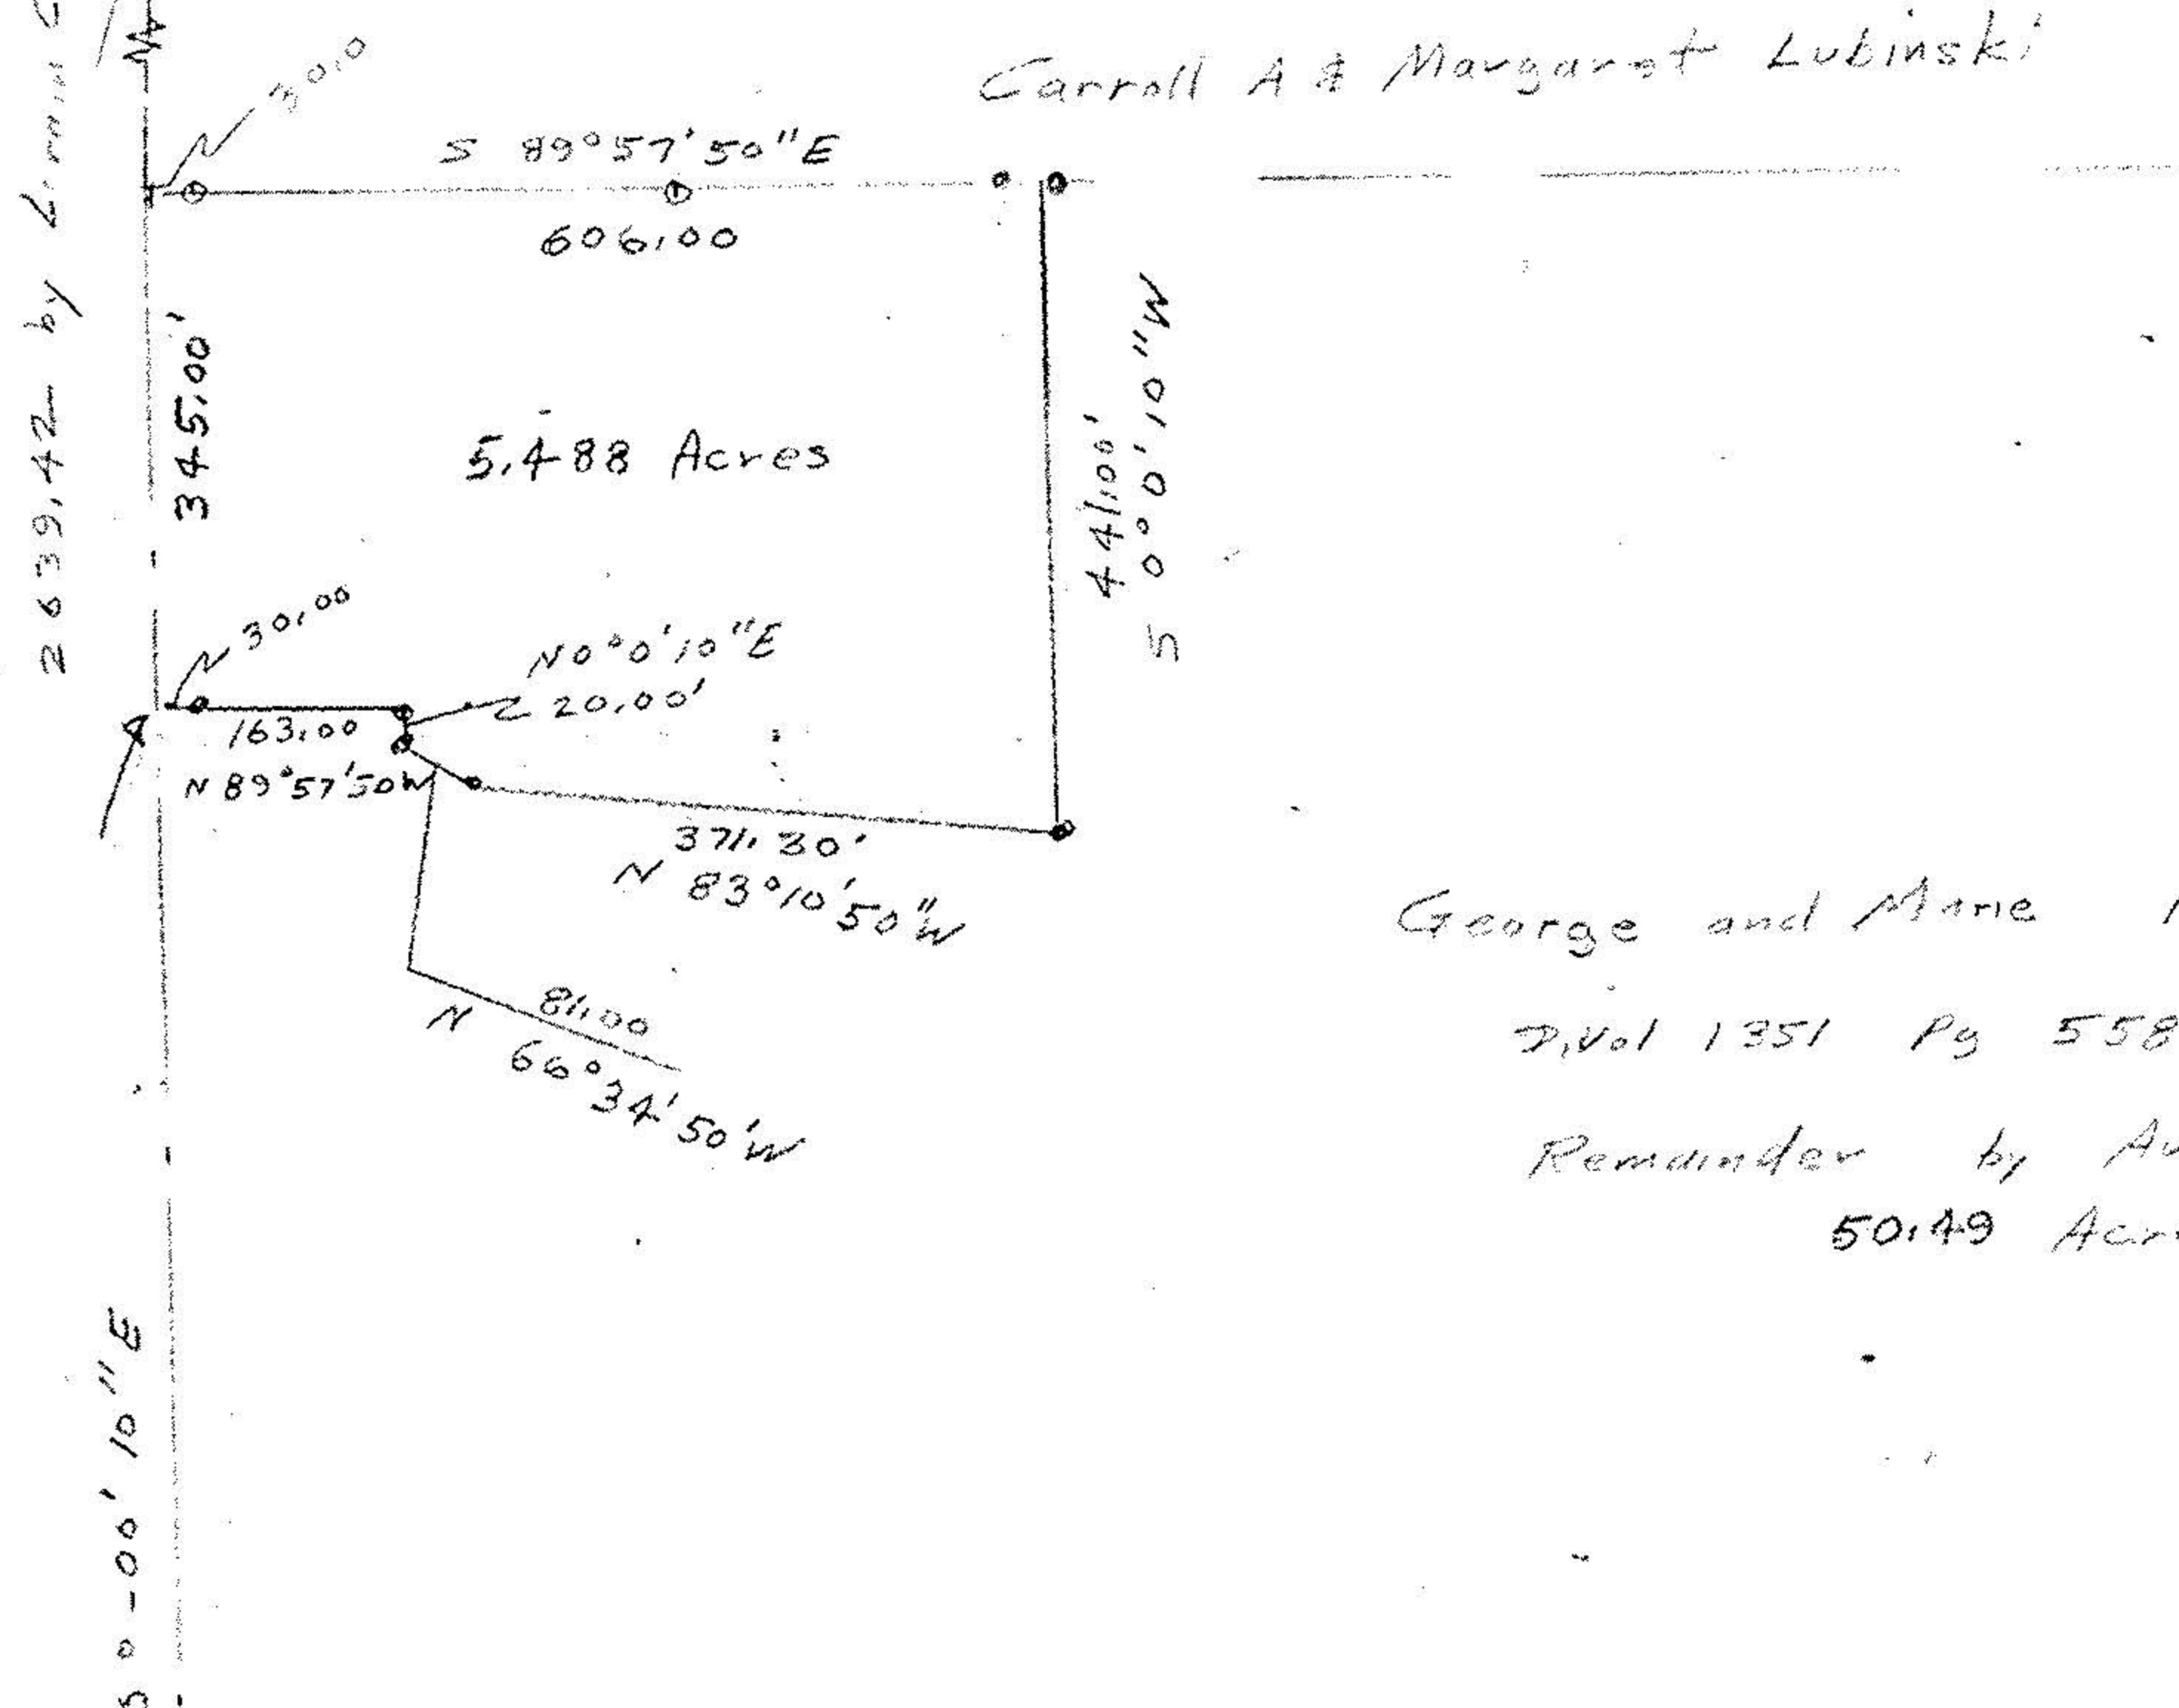 Carroll A & Margaret Lubinski
30.0
S 89°57'50"E
606.00
2639.42 by
345.00'
5.488 Acres
441.00'
S 0°0'10"W
30.00
N0°0'10"E
20.00'
163.00
N 89°57'50W
371.30'
N 83°10'50"W
81.00
N 66°34'50'W
George and Marie
D.Vol 1351 Pg 558
Remainder by
50.49
0-00'10"E